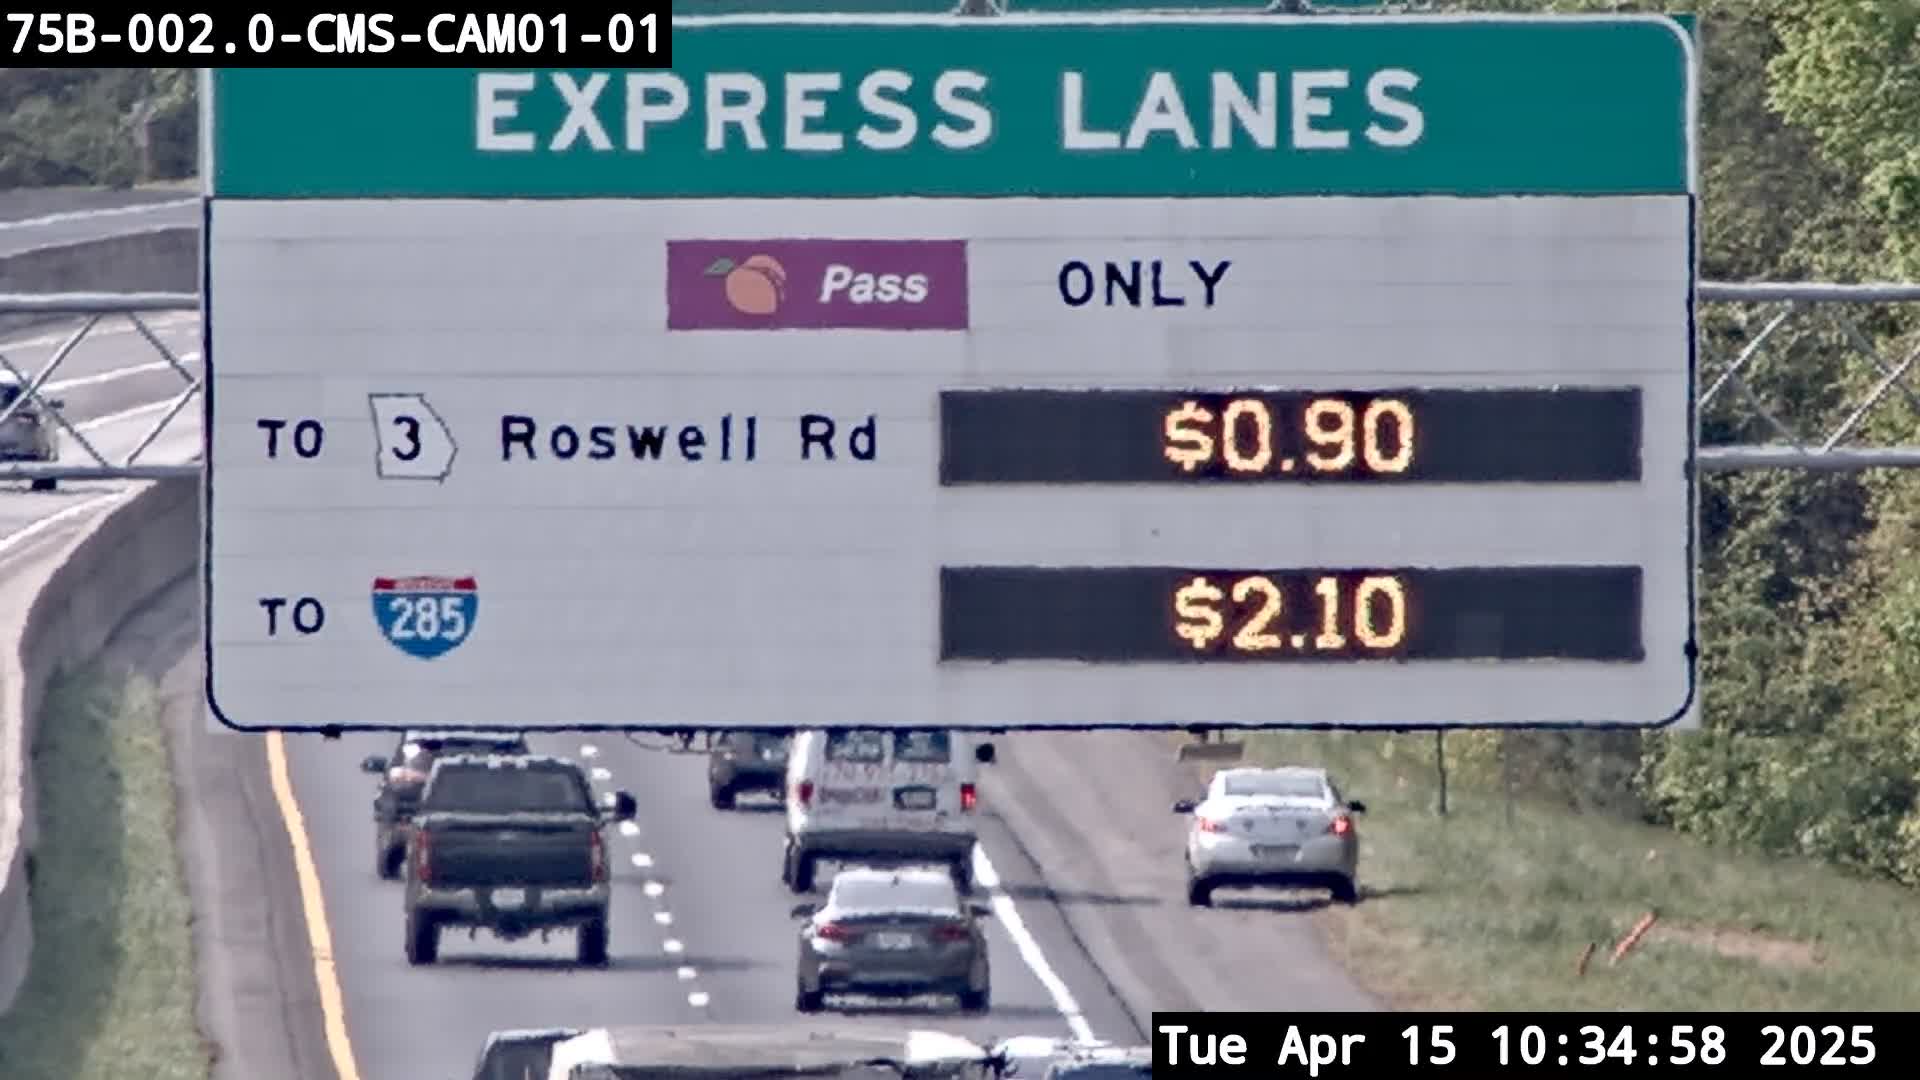 75B-002.0-CMS-CAM01-01
EXPRESS LANES
Pass ONLY
TO 3 Roswell Rd $0.90
TO 285 $2.10
Tue Apr 15 10:34:58 2025